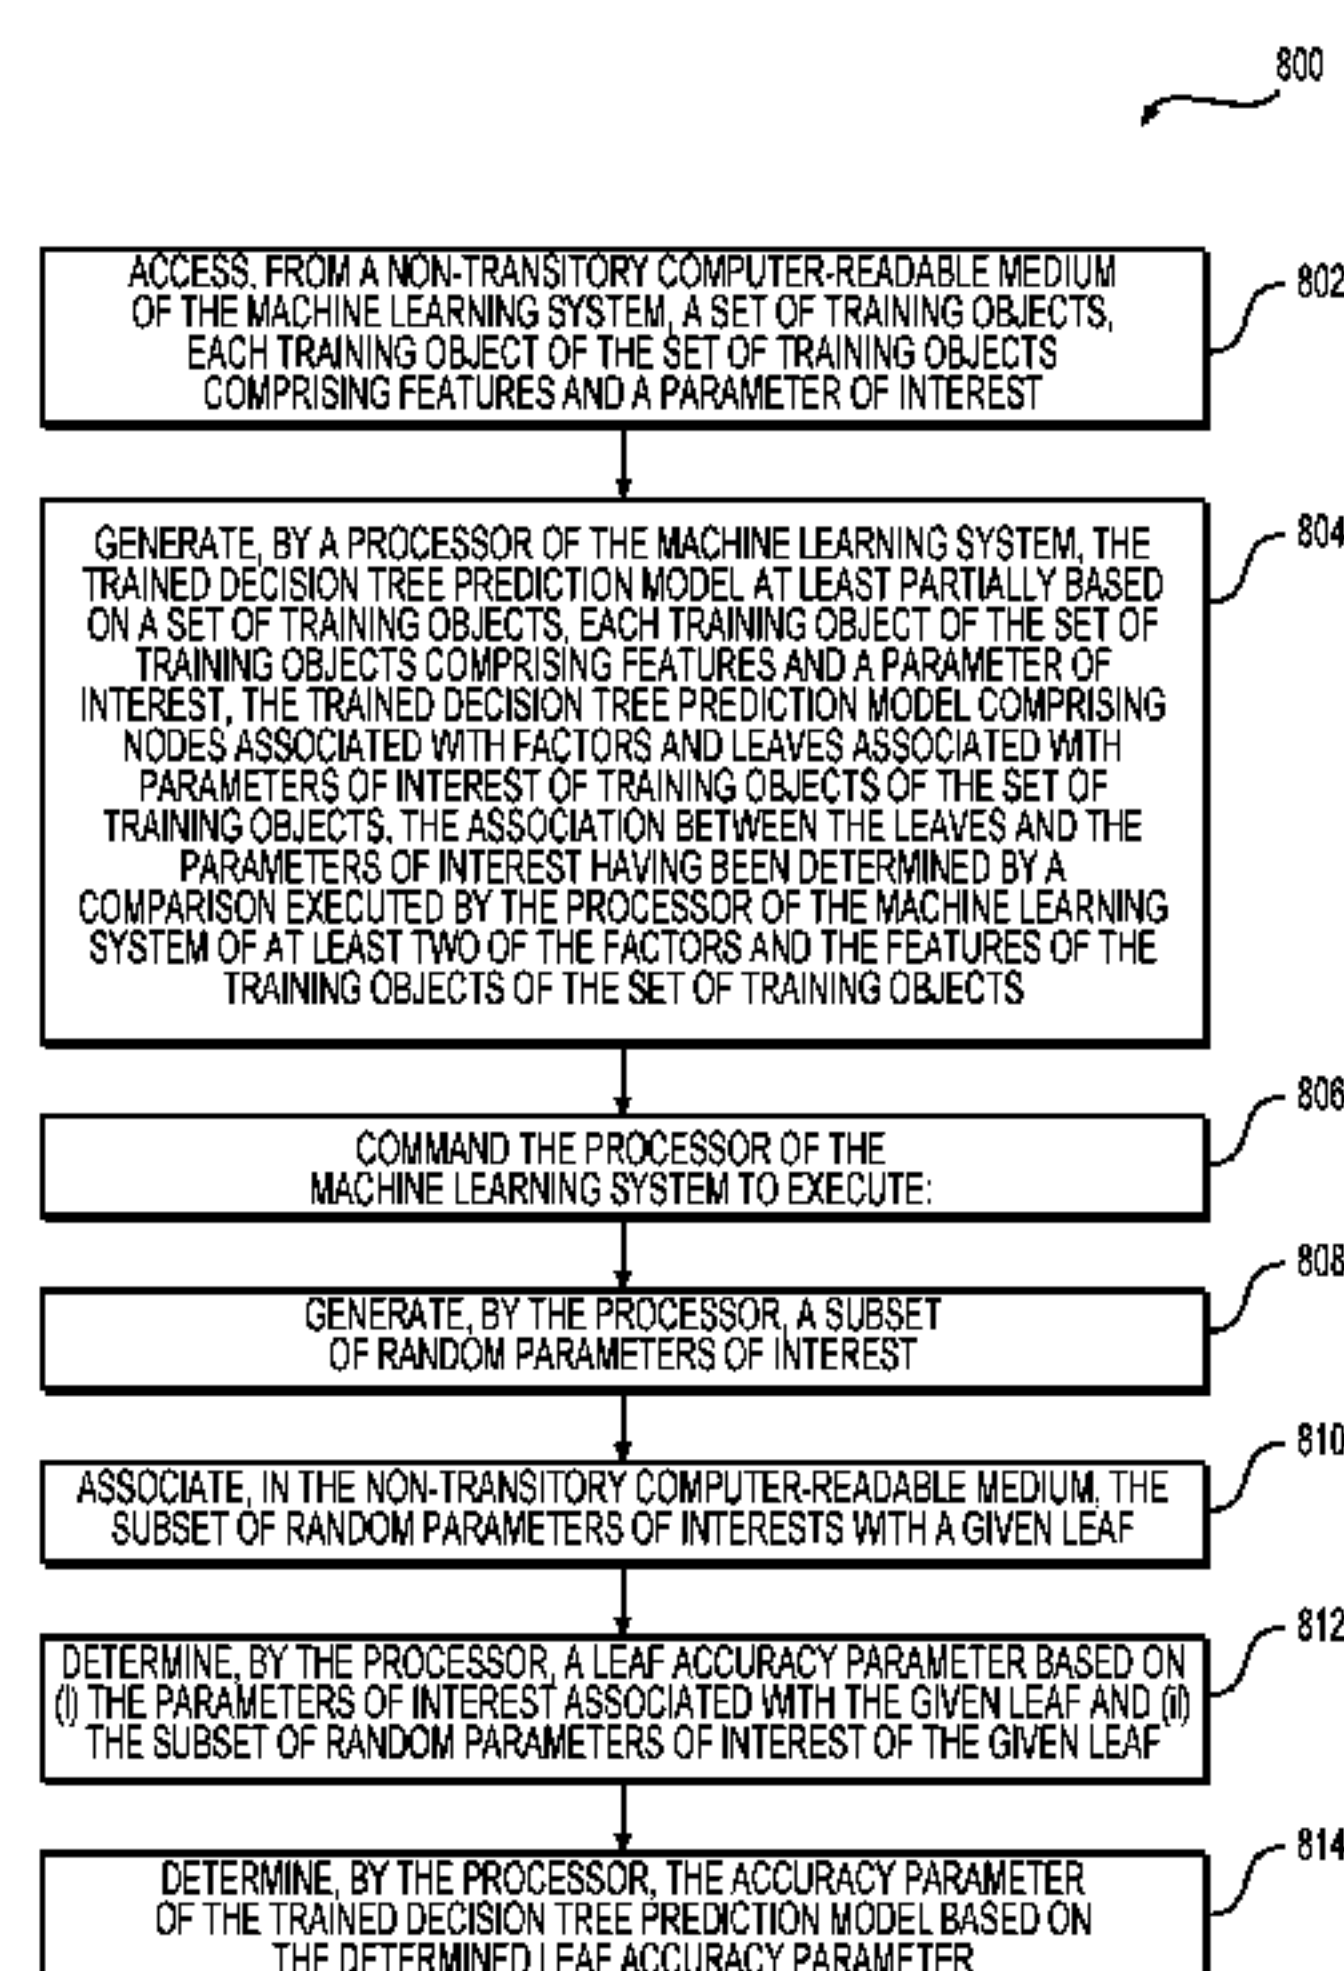 800
ACCESS, FROM A NON-TRANSITORY COMPUTER-READABLE MEDIUM
OF THE MACHINE LEARNING SYSTEM, A SET OF TRAINING OBJECTS,
EACH TRAINING OBJECT OF THE SET OF TRAINING OBJECTS
COMPRISING FEATURES AND A PARAMETER OF INTEREST
802
GENERATE, BY A PROCESSOR OF THE MACHINE LEARNING SYSTEM, THE
TRAINED DECISION TREE PREDICTION MODEL AT LEAST PARTIALLY BASED
ON A SET OF TRAINING OBJECTS, EACH TRAINING OBJECT OF THE SET OF
TRAINING OBJECTS COMPRISING FEATURES AND A PARAMETER OF
INTEREST, THE TRAINED DECISION TREE PREDICTION MODEL COMPRISING
NODES ASSOCIATED WITH FACTORS AND LEAVES ASSOCIATED WITH
PARAMETERS OF INTEREST OF TRAINING OBJECTS OF THE SET OF
TRAINING OBJECTS, THE ASSOCIATION BETWEEN THE LEAVES AND THE
PARAMETERS OF INTEREST HAVING BEEN DETERMINED BY A
COMPARISON EXECUTED BY THE PROCESSOR OF THE MACHINE LEARNING
SYSTEM OF AT LEAST TWO OF THE FACTORS AND THE FEATURES OF THE
TRAINING OBJECTS OF THE SET OF TRAINING OBJECTS
804
COMMAND THE PROCESSOR OF THE
MACHINE LEARNING SYSTEM TO EXECUTE:
806
GENERATE, BY THE PROCESSOR, A SUBSET
OF RANDOM PARAMETERS OF INTEREST
808
ASSOCIATE, IN THE NON-TRANSITORY COMPUTER-READABLE MEDIUM, THE
SUBSET OF RANDOM PARAMETERS OF INTERESTS WITH A GIVEN LEAF
810
DETERMINE, BY THE PROCESSOR, A LEAF ACCURACY PARAMETER BASED ON
(i) THE PARAMETERS OF INTEREST ASSOCIATED WITH THE GIVEN LEAF AND (ii)
THE SUBSET OF RANDOM PARAMETERS OF INTEREST OF THE GIVEN LEAF
812
DETERMINE, BY THE PROCESSOR, THE ACCURACY PARAMETER
OF THE TRAINED DECISION TREE PREDICTION MODEL BASED ON
THE DETERMINED LEAF ACCURACY PARAMETER
814